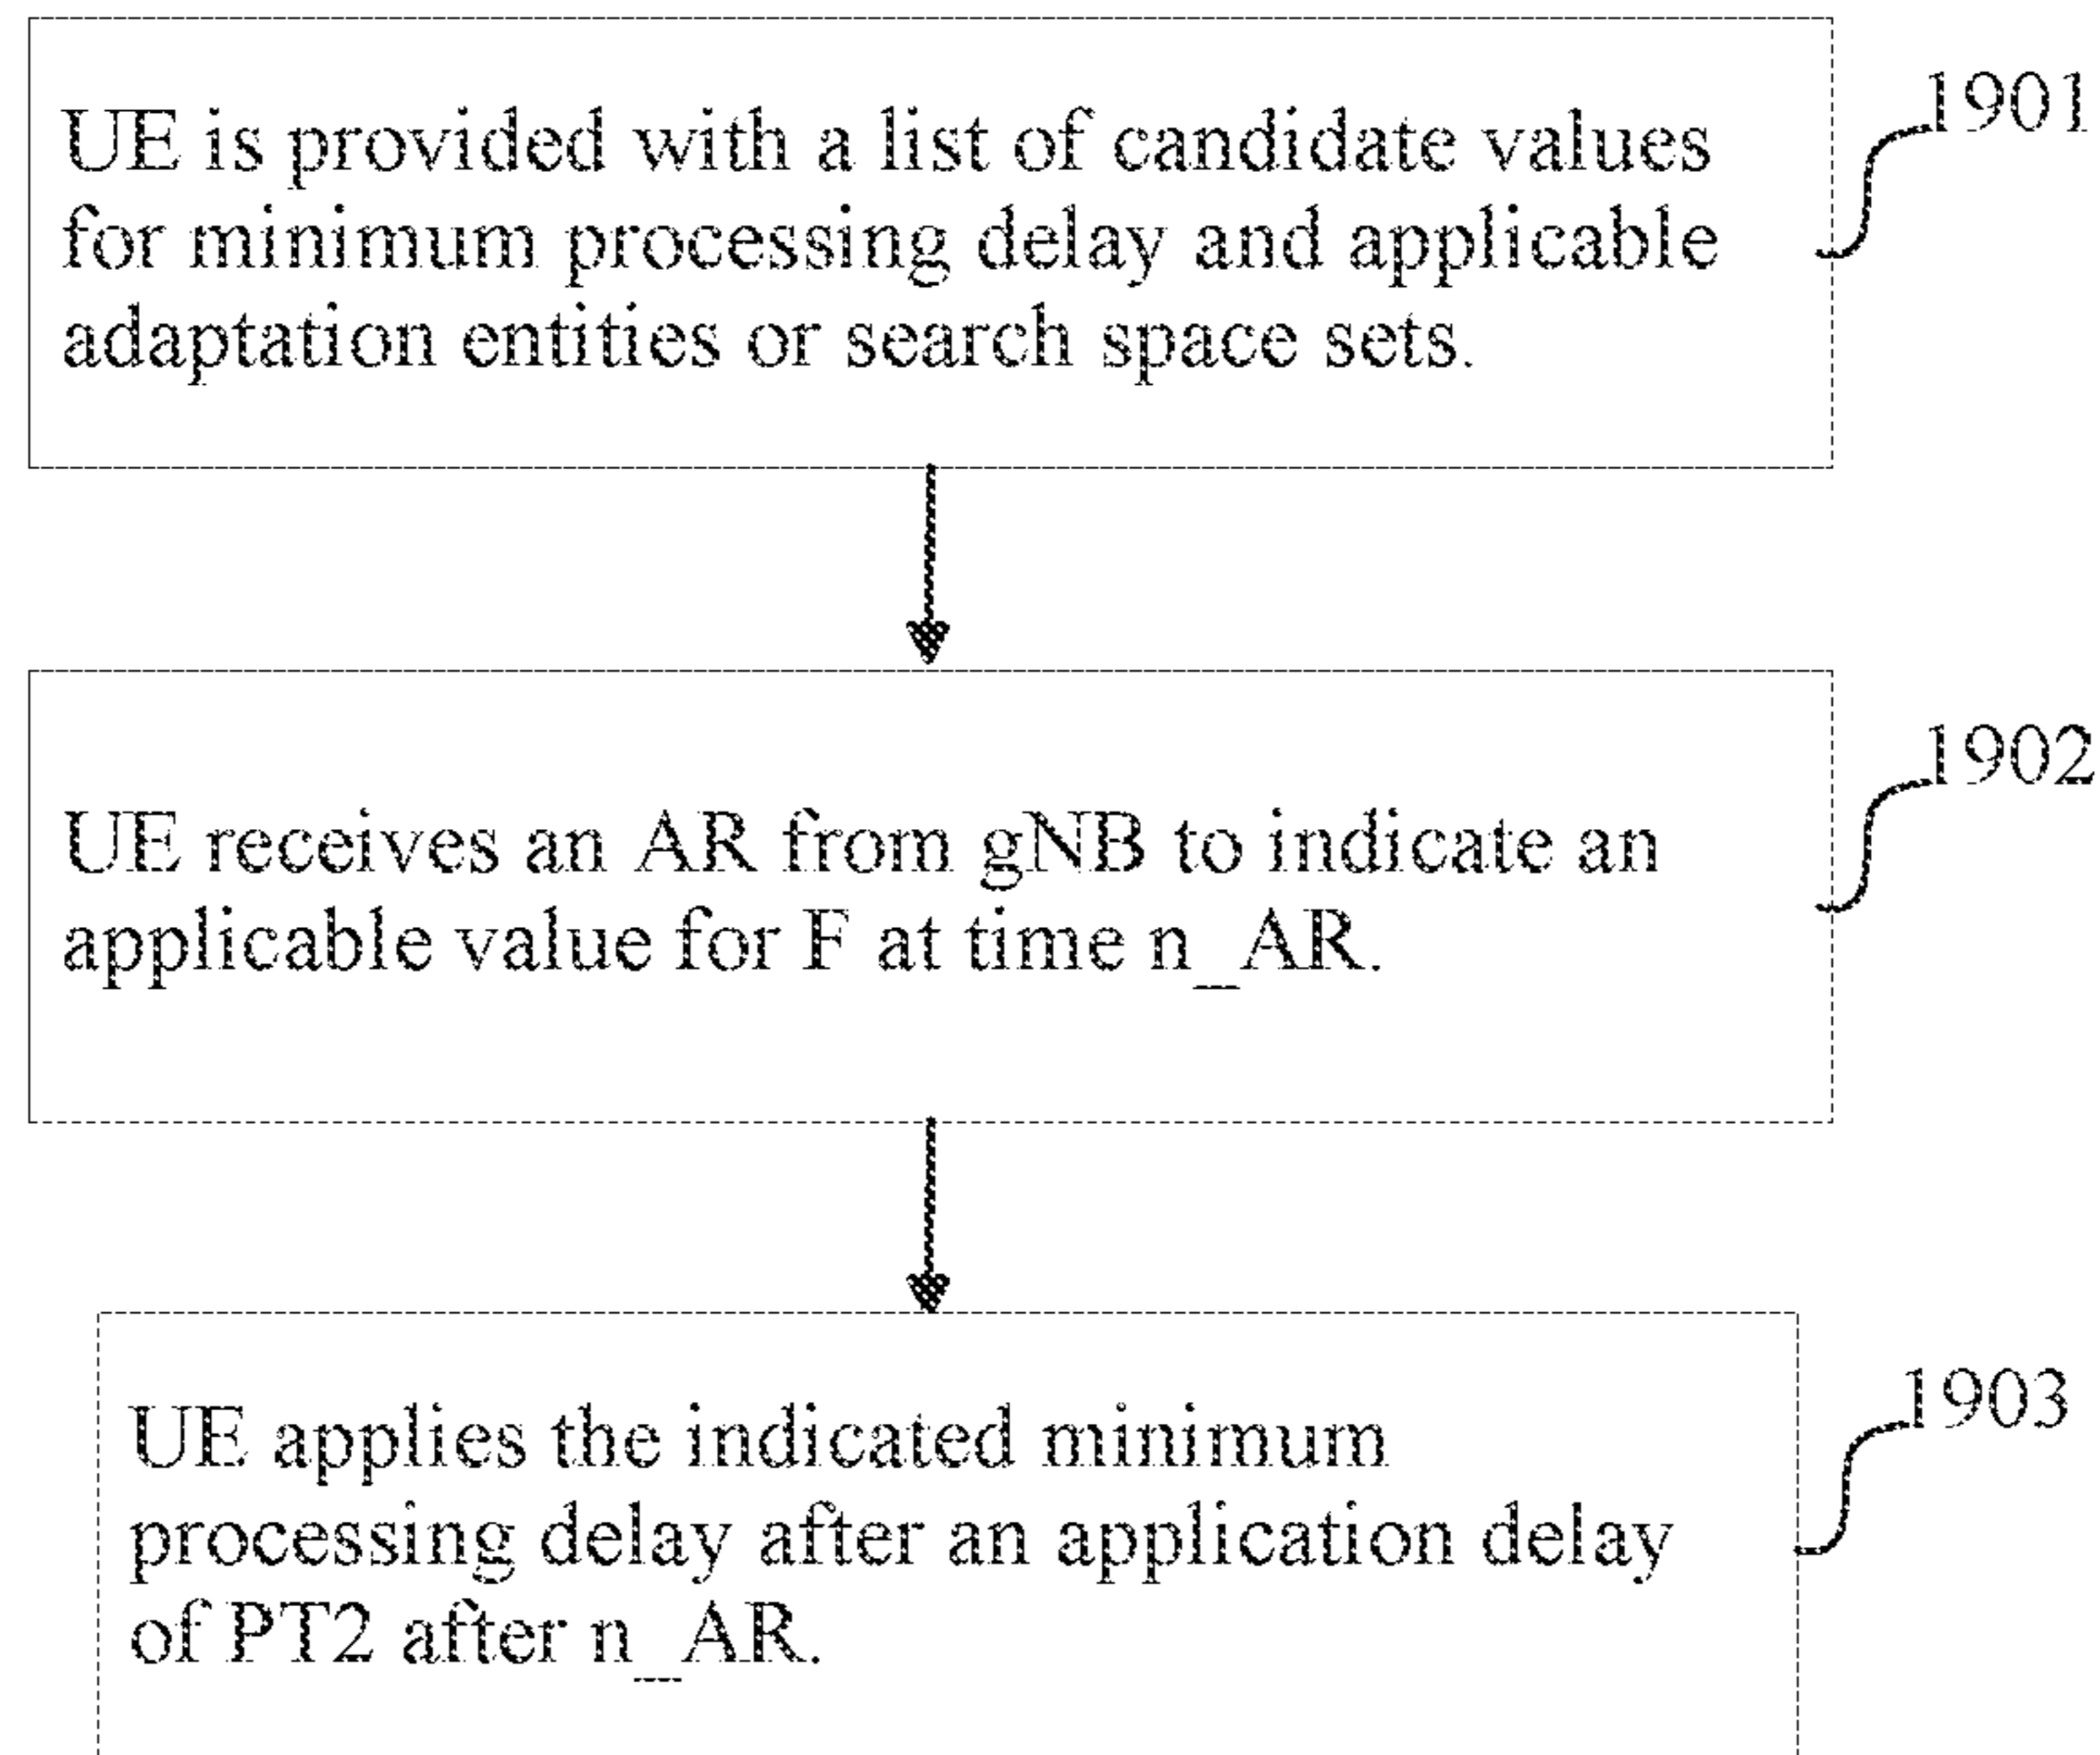 UE is provided with a list of candidate values
for minimum processing delay and applicable
adaptation entities or search space sets.
1901
UE receives an AR from gNB to indicate an
applicable value for F at time n_AR.
1902
UE applies the indicated minimum
processing delay after an application delay
of PT2 after n_AR.
1903